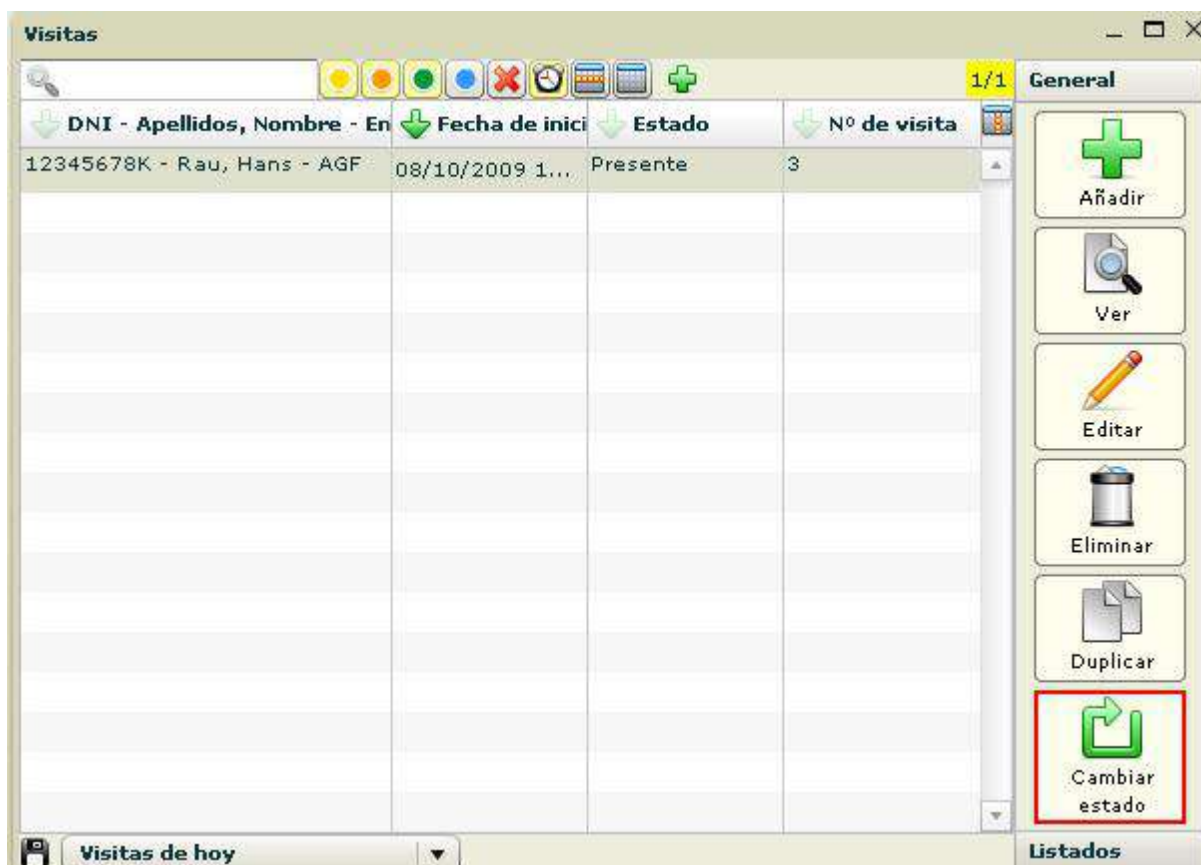 Visitas
1/1 General
DNI - Apellidos, Nombre - En Fecha de inici Estado Nº de visita
12345678K - Rau, Hans - AGF 08/10/2009 1... Presente 3
Añadir
Ver
Editar
Eliminar
Duplicar
Cambiar
estado
Visitas de hoy
Listados